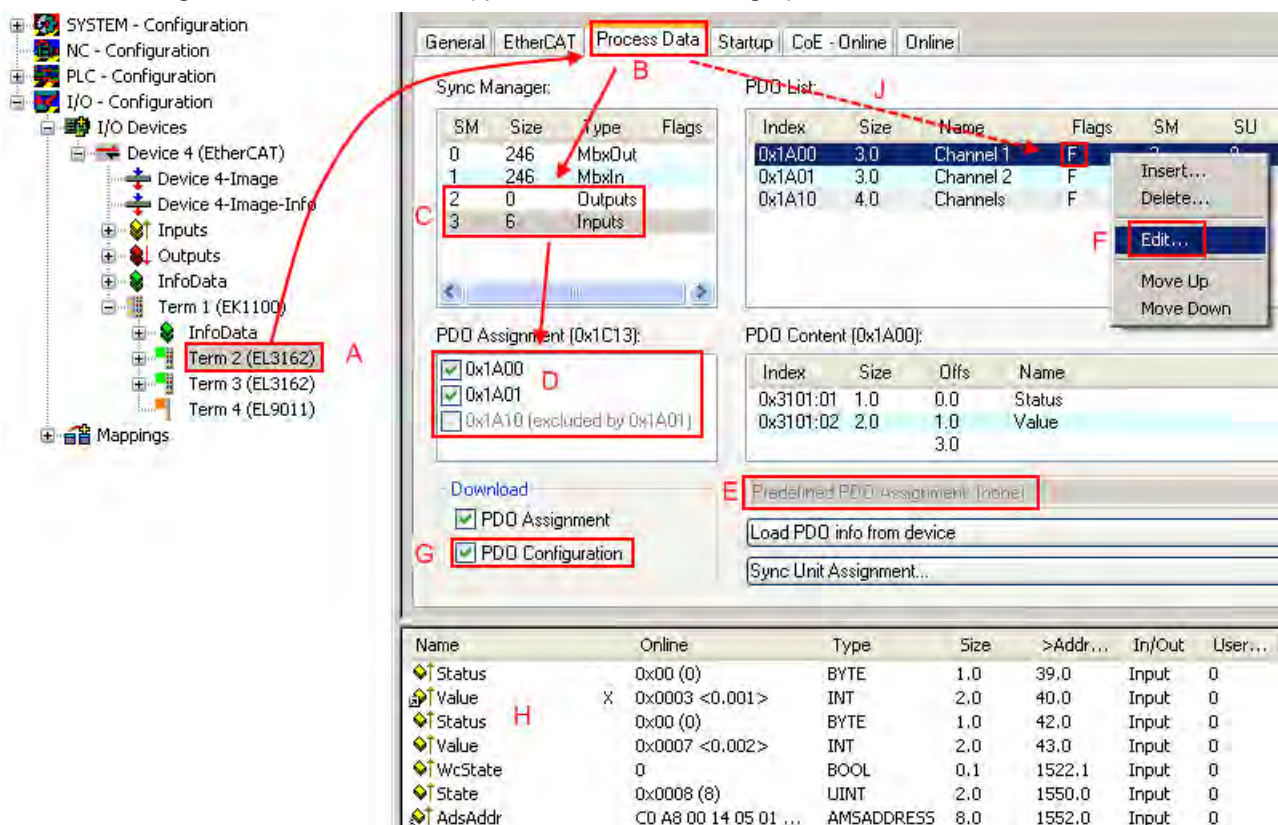 SYSTEM - Configuration
NC - Configuration
PLC - Configuration
I/O - Configuration
I/O Devices
Device 4 (EtherCAT)
Device 4-Image
Device 4-Image-Info
Inputs
Outputs
InfoData
Term 1 (EK1100)
InfoData
Term 2 (EL3162) A
Term 3 (EL3162)
Term 4 (EL9011)
Mappings
General EtherCAT Process Data Startup CoE - Online Online
B
J
Sync Manager:
SM Size Type Flags
0 246 MbxOut
1 246 MbxIn
2 0 Outputs
3 6 Inputs
C
PDO List:
Index Size Name Flags SM SU
0x1A00 3.0 Channel 1 F
0x1A01 3.0 Channel 2 F
0x1A10 4.0 Channels F
Insert...
Delete...
F Edit...
Move Up
Move Down
PDO Assignment (0x1C13):
0x1A00
0x1A01
0x1A10 (excluded by 0x1A01)
D
PDO Content (0x1A00):
Index Size Offs Name
0x3101:01 1.0 0.0 Status
0x3101:02 2.0 1.0 Value
3.0
Download
PDO Assignment
G PDO Configuration
E Predefined PDO Assignment: (none)
Load PDO info from device
Sync Unit Assignment...
Name Online Type Size >Addr... In/Out User...
Status 0x00 (0) BYTE 1.0 39.0 Input 0
Value X 0x0003 <0.001> INT 2.0 40.0 Input 0
Status 0x00 (0) BYTE 1.0 42.0 Input 0
H
Value 0x0007 <0.002> INT 2.0 43.0 Input 0
WcState 0 BOOL 0.1 1522.1 Input 0
State 0x0008 (8) UINT 2.0 1550.0 Input 0
AdsAddr C0 A8 00 14 05 01 ... AMSADDRESS 8.0 1552.0 Input 0